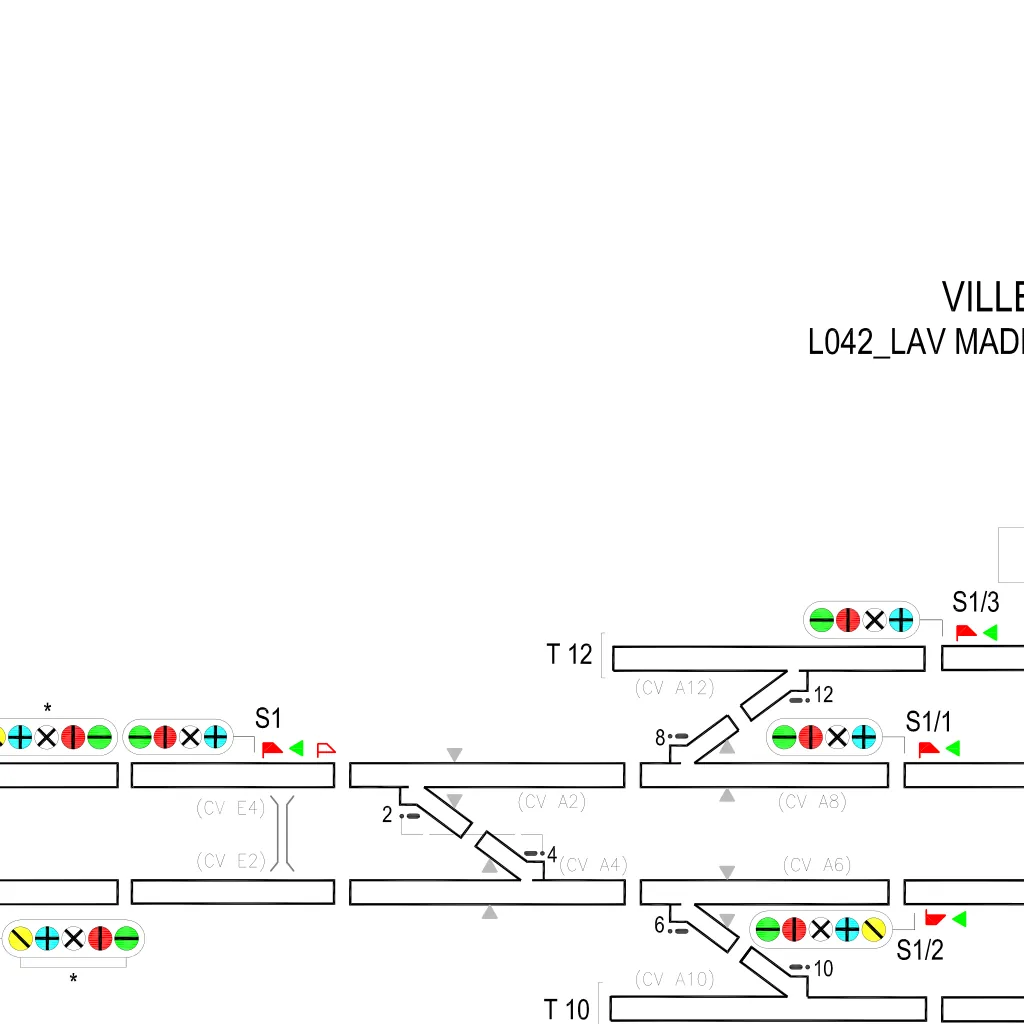 VILLE
L042_LAV MADI
S1/3
T 12
(CV A12)
12
*
S1
8
S1/1
(CV E4)
(CV A2)
(CV A8)
2
4
(CV E2)
(CV A4)
(CV A6)
6
S1/2
*
10
(CV A10)
T 10